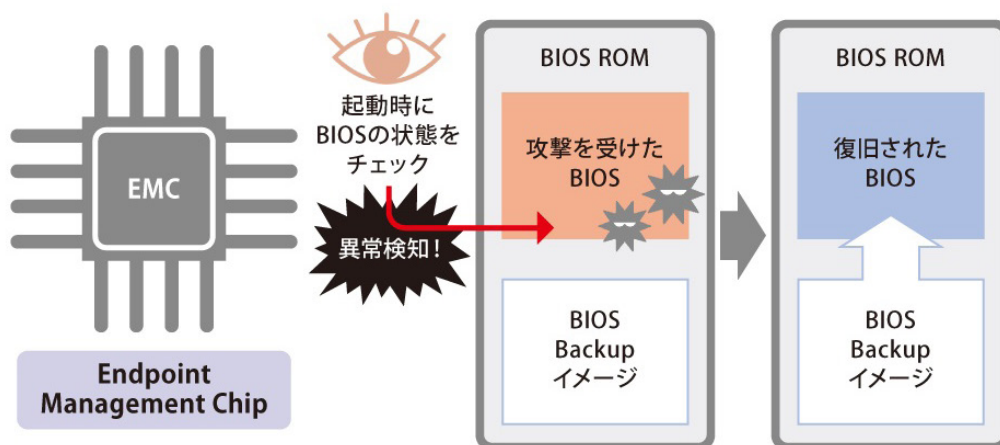 EMC
Endpoint
Management Chip
起動時に
BIOSの状態を
チェック
異常検知！
BIOS ROM
攻撃を受けた
BIOS
BIOS
Backup
イメージ
BIOS ROM
復旧された
BIOS
BIOS
Backup
イメージ